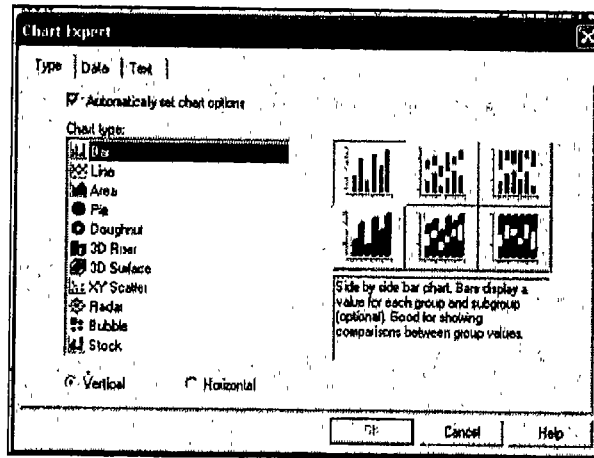 Chart Expert
Type Data Text
Automatically set chart options
Chart type:
Bar
Line
Area
Pie
Doughnut
3D Riser
3D Surface
XY Scatter
Radar
Bubble
Stock
Side by side bar chart. Bars display a
value for each group and subgroup
(optional). Good for showing
comparisons between group values.
Vertical Horizontal
OK Cancel Help